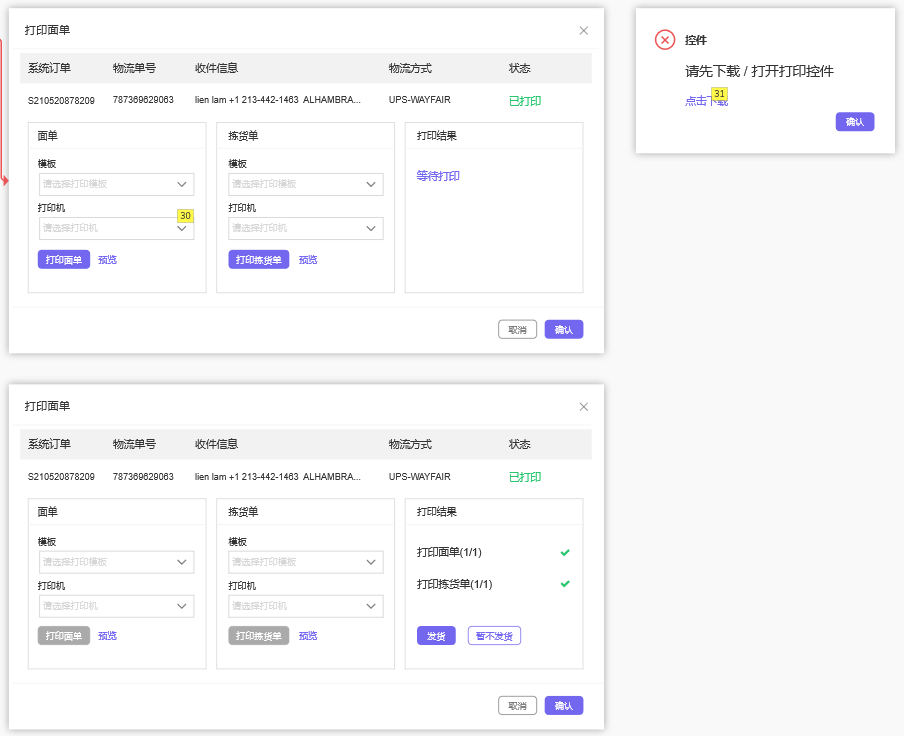 打印面单
系统订单 物流单号 收件信息 物流方式 状态
S210520878209 787369629063 lien lam +1 213-442-1463 ALHAMBRA... UPS-WAYFAIR 已打印
面单 拣货单 打印结果
模板 模板
请选择打印模板 请选择打印模板 等待打印
打印机 打印机
30
请选择打印机 请选择打印机
打印面单 预览 打印拣货单 预览
取消 确认
控件
请先下载 / 打开打印控件
31
点击下载
确认
打印面单
系统订单 物流单号 收件信息 物流方式 状态
S210520878209 787369629063 lien lam +1 213-442-1463 ALHAMBRA... UPS-WAYFAIR 已打印
面单 拣货单 打印结果
模板 模板
请选择打印模板 请选择打印模板 打印面单(1/1)
打印机 打印机 打印拣货单(1/1)
请选择打印机 请选择打印机
打印面单 预览 打印拣货单 预览 发货 暂不发货
取消 确认